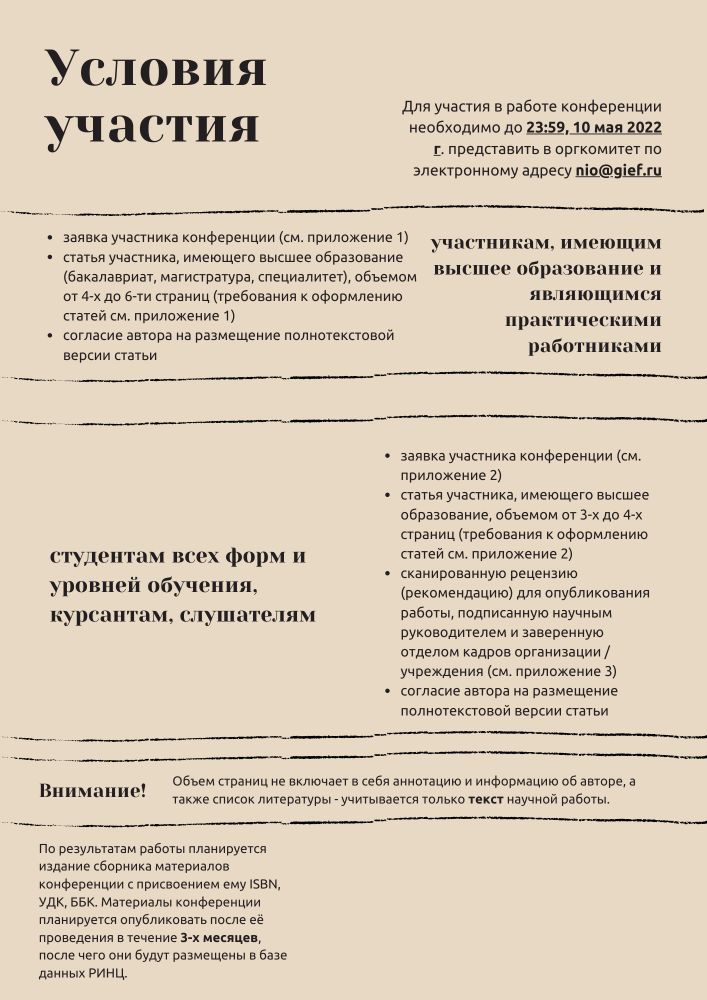 Условия
участия
Для участия в работе конференции
необходимо до 23:59, 10 мая 2022
г. представить в оргкомитет по
электронному адресу nio@gief.ru
• заявка участника конференции (см. приложение 1)
• статья участника, имеющего высшее образование
(бакалавриат, магистратура, специалитет), объемом
от 4-х до 6-ти страниц (требования к оформлению
статей см. приложение 1)
• согласие автора на размещение полнотекстовой
версии статьи
участникам, имеющим
высшее образование и
являющимся
практическими
работниками
студентам всех форм и
уровней обучения,
курсантам, слушателям
• заявка участника конференции (см.
приложение 2)
• статья участника, имеющего высшее
образование, объемом от 3-х до 4-х
страниц (требования к оформлению
статей см. приложение 2)
• сканированную рецензию
(рекомендацию) для опубликования
работы, подписанную научным
руководителем и заверенную
отделом кадров организации /
учреждения (см. приложение 3)
• согласие автора на размещение
полнотекстовой версии статьи
Внимание!
Объем страниц не включает в себя аннотацию и информацию об авторе, а
также список литературы - учитывается только текст научной работы.
По результатам работы планируется
издание сборника материалов
конференции с присвоением ему ISBN,
УДК, ББК. Материалы конференции
планируется опубликовать после её
проведения в течение 3-х месяцев,
после чего они будут размещены в базе
данных РИНЦ.